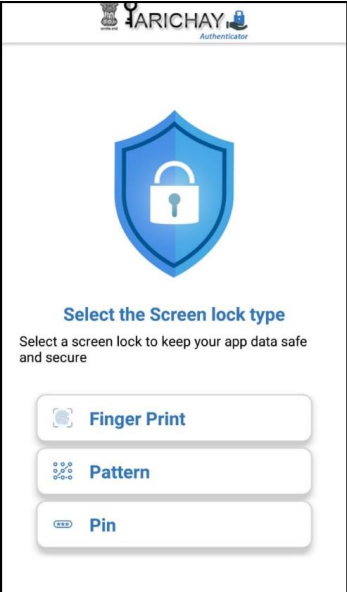 PARICHAY
Authenticator
Select the Screen lock type
Select a screen lock to keep your app data safe
and secure
Finger Print
Pattern
Pin